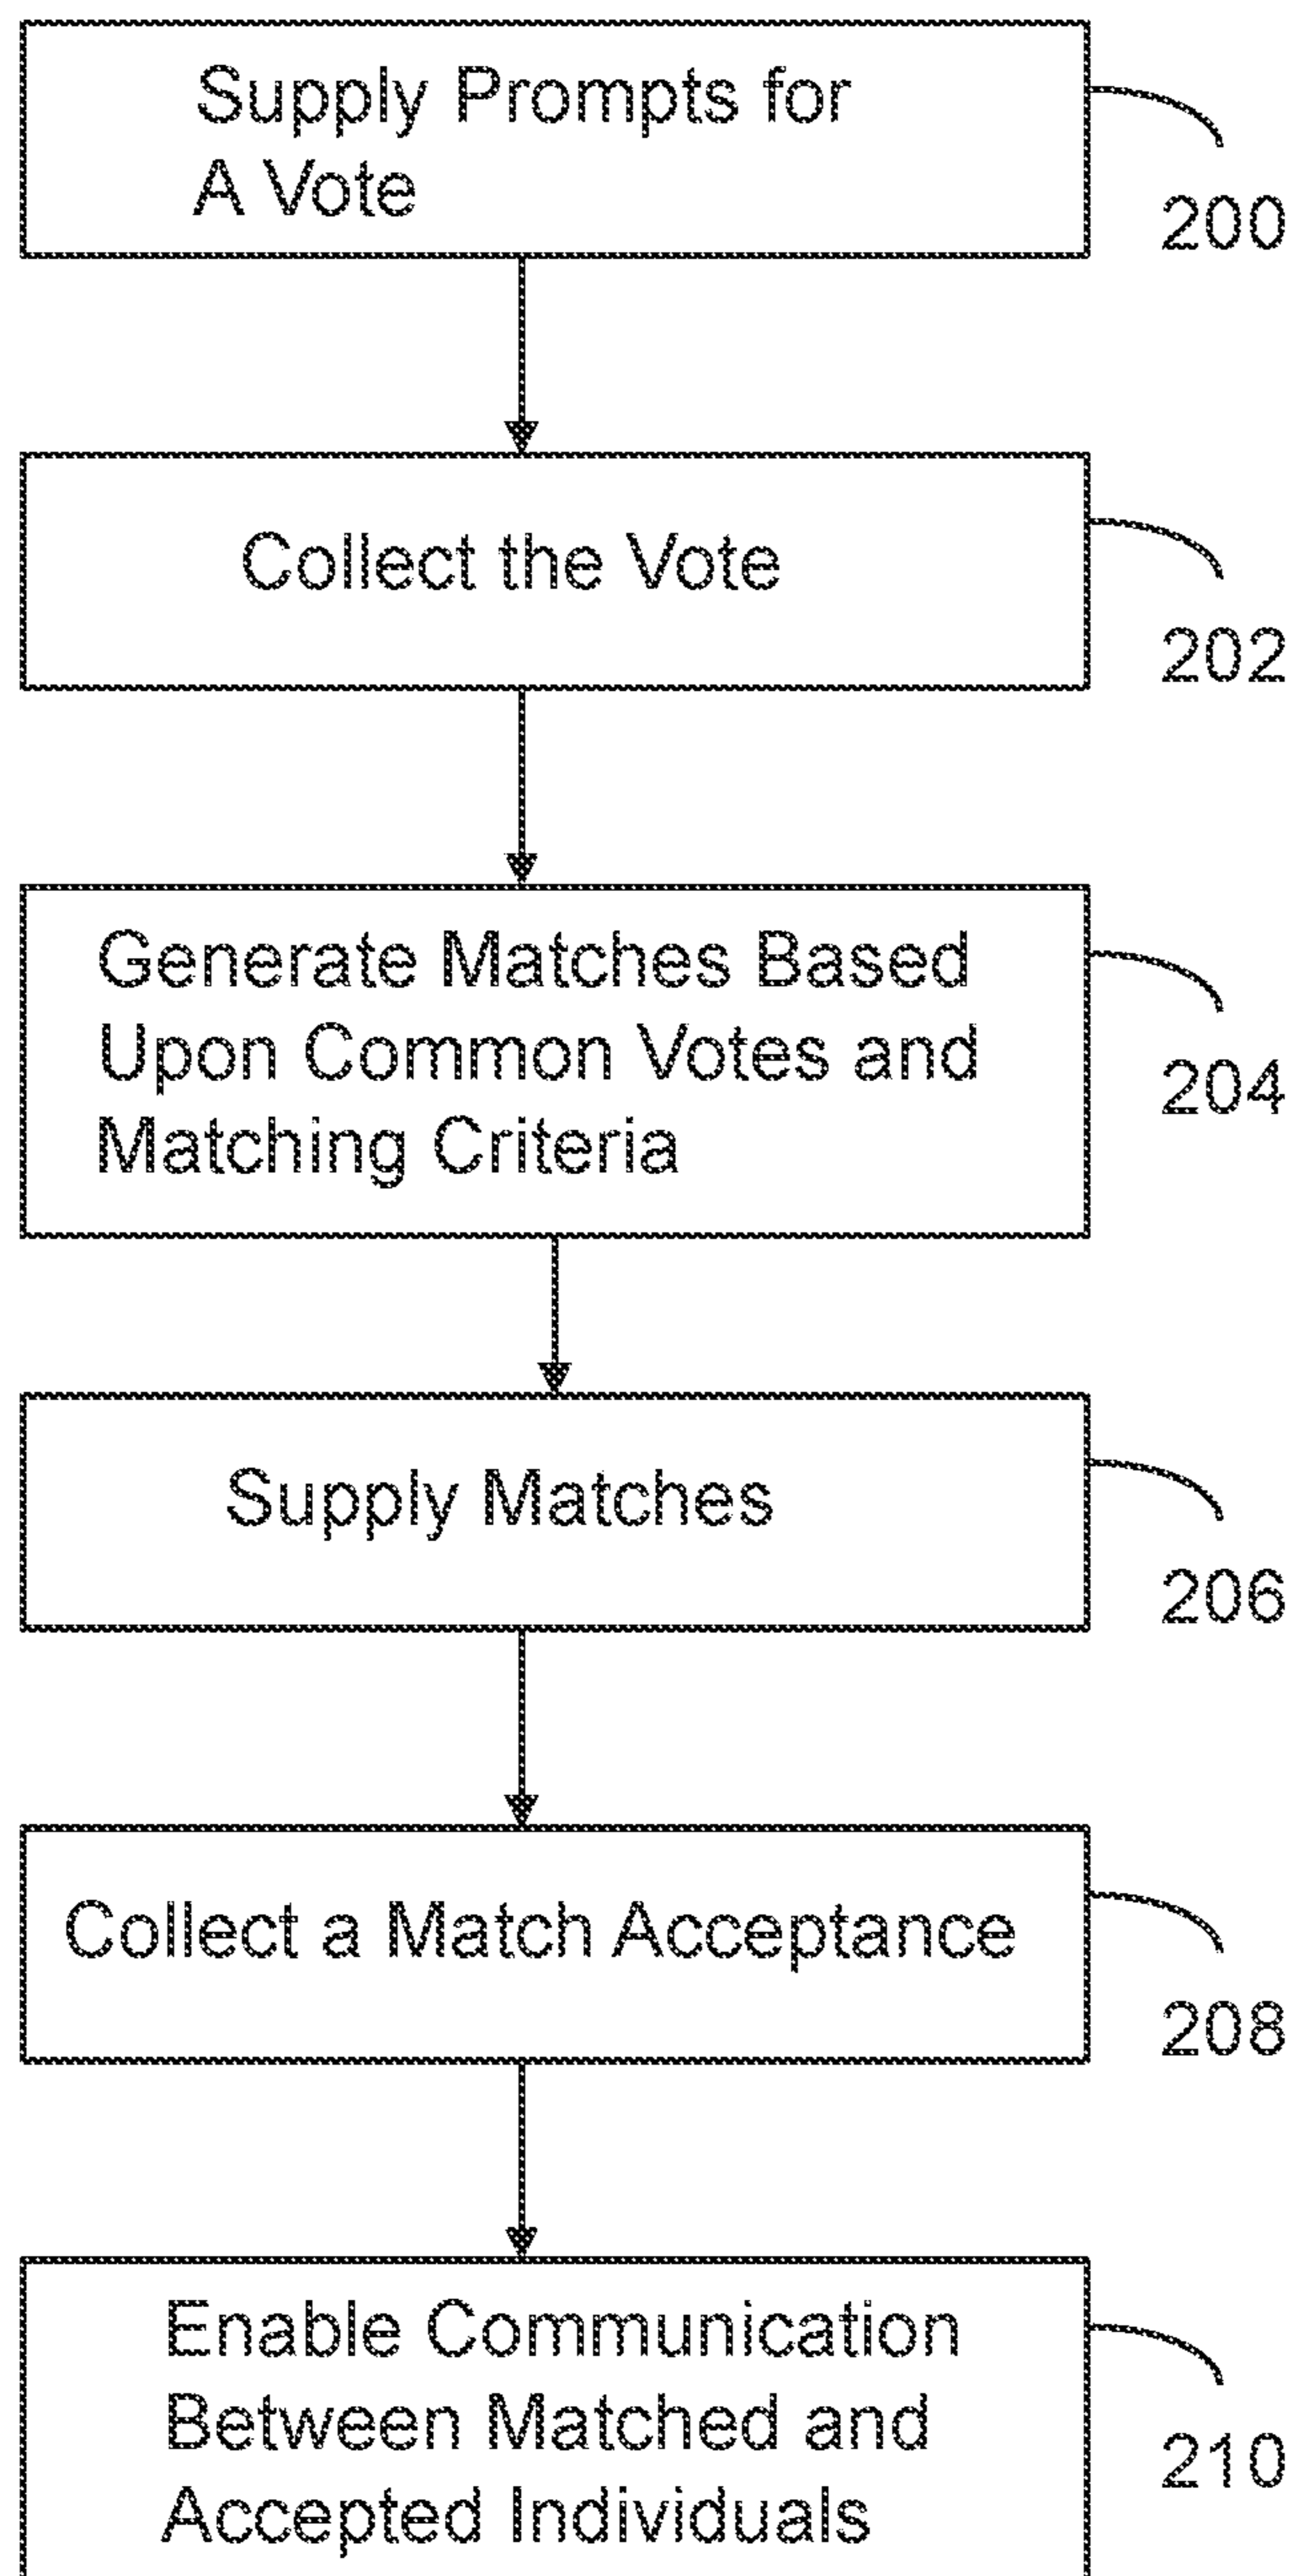 Supply Prompts for
A Vote
200
Collect the Vote
202
Generate Matches Based
Upon Common Votes and
Matching Criteria
204
Supply Matches
206
Collect a Match Acceptance
208
Enable Communication
Between Matched and
Accepted Individuals
210